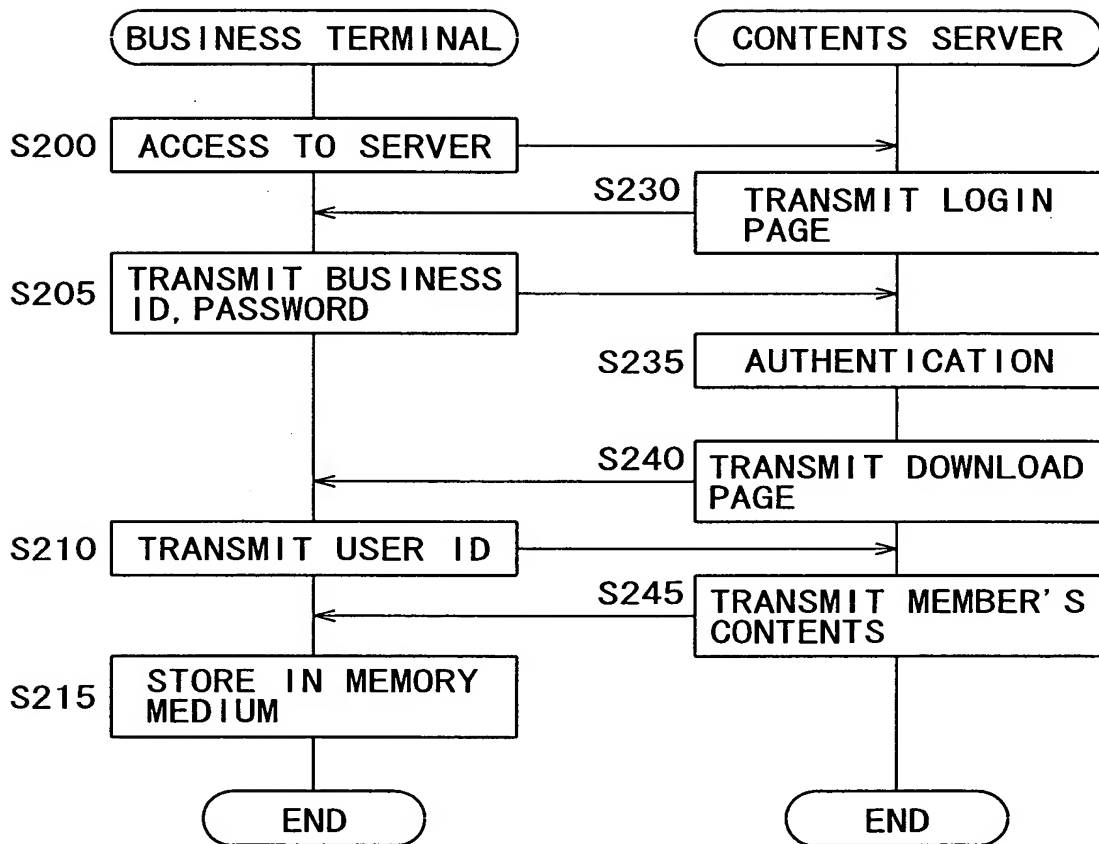 BUSINESS TERMINAL
CONTENTS SERVER
S200
ACCESS TO SERVER
S230
TRANSMIT LOGIN
PAGE
S205
TRANSMIT BUSINESS
ID, PASSWORD
S235
AUTHENTICATION
S240
TRANSMIT DOWNLOAD
PAGE
S210
TRANSMIT USER ID
S245
TRANSMIT MEMBER'S
CONTENTS
S215
STORE IN MEMORY
MEDIUM
END
END